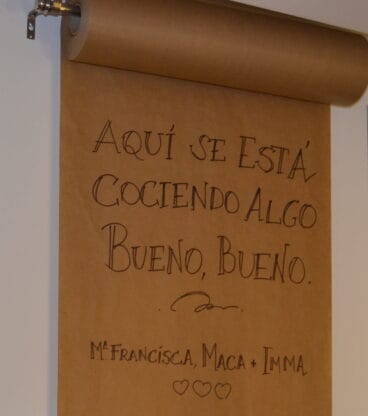 AQUÍ SE ESTÁ
COCIENDO ALGO
BUENO, BUENO.
Mª FRANCISCA, MACA + IMMA